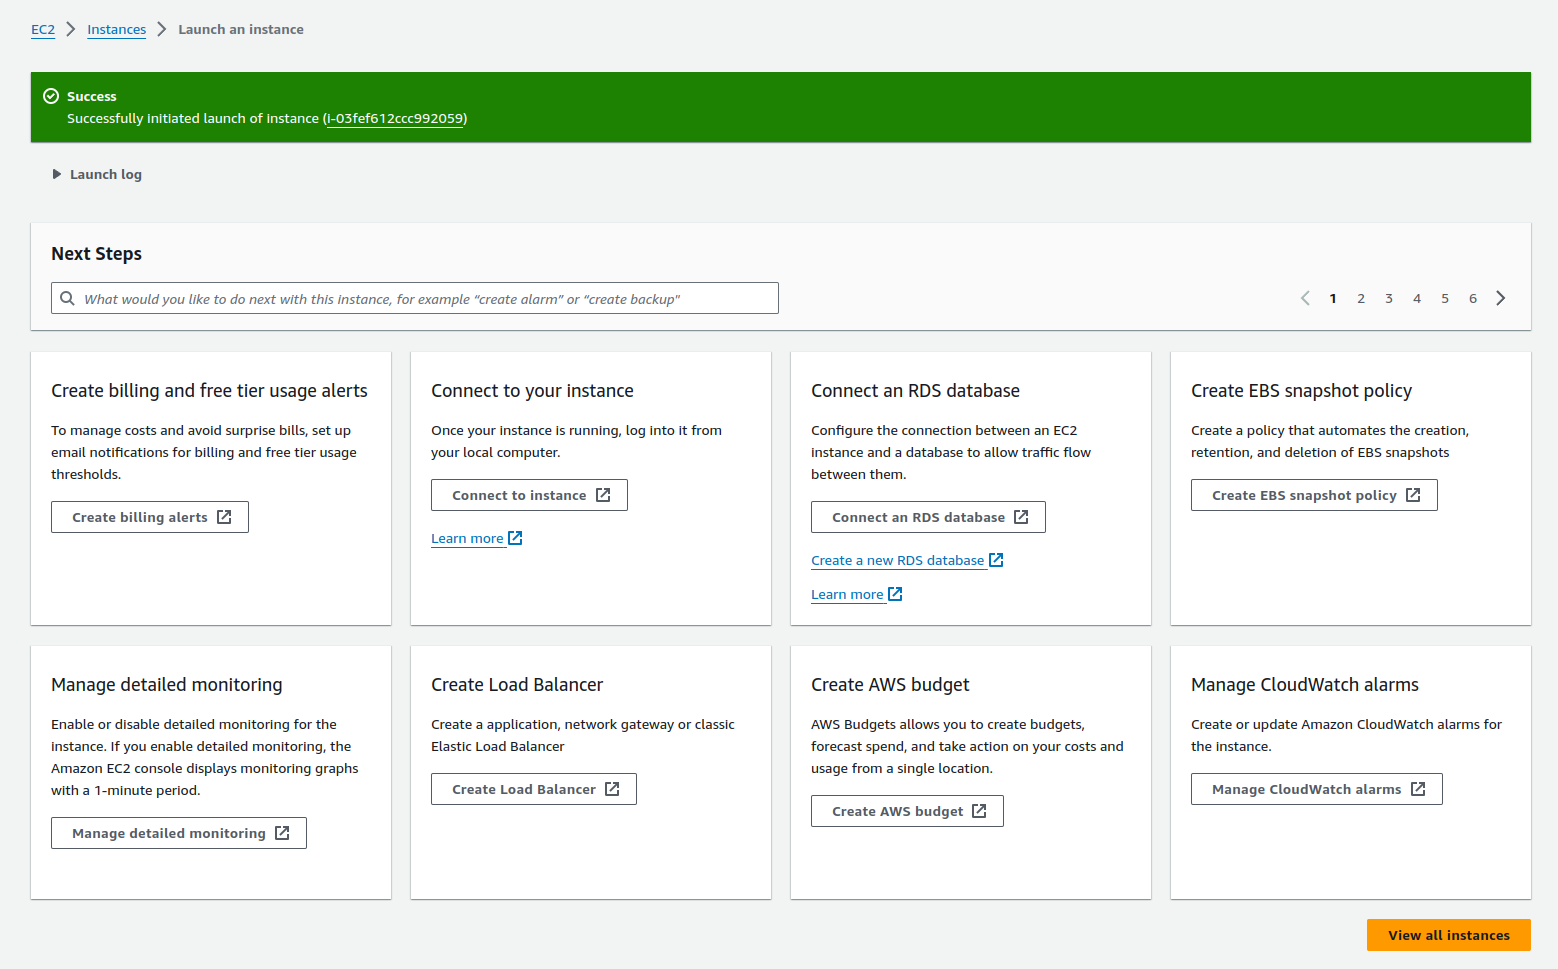 EC2 Instances Launch an instance
Success
Successfully initiated launch of instance (i-03fef612ccc992059)
Launch log
Next Steps
What would you like to do next with this instance, for example “create alarm” or “create backup"
1 2 3 4 5 6
Create billing and free tier usage alerts
To manage costs and avoid surprise bills, set up
email notifications for billing and free tier usage
thresholds.
Create billing alerts
Connect to your instance
Once your instance is running, log into it from
your local computer.
Connect to instance
Learn more
Connect an RDS database
Configure the connection between an EC2
instance and a database to allow traffic flow
between them.
Connect an RDS database
Create a new RDS database
Learn more
Create EBS snapshot policy
Create a policy that automates the creation,
retention, and deletion of EBS snapshots
Create EBS snapshot policy
Manage detailed monitoring
Enable or disable detailed monitoring for the
instance. If you enable detailed monitoring, the
Amazon EC2 console displays monitoring graphs
with a 1-minute period.
Manage detailed monitoring
Create Load Balancer
Create a application, network gateway or classic
Elastic Load Balancer
Create Load Balancer
Create AWS budget
AWS Budgets allows you to create budgets,
forecast spend, and take action on your costs and
usage from a single location.
Create AWS budget
Manage CloudWatch alarms
Create or update Amazon CloudWatch alarms for
the instance.
Manage CloudWatch alarms
View all instances